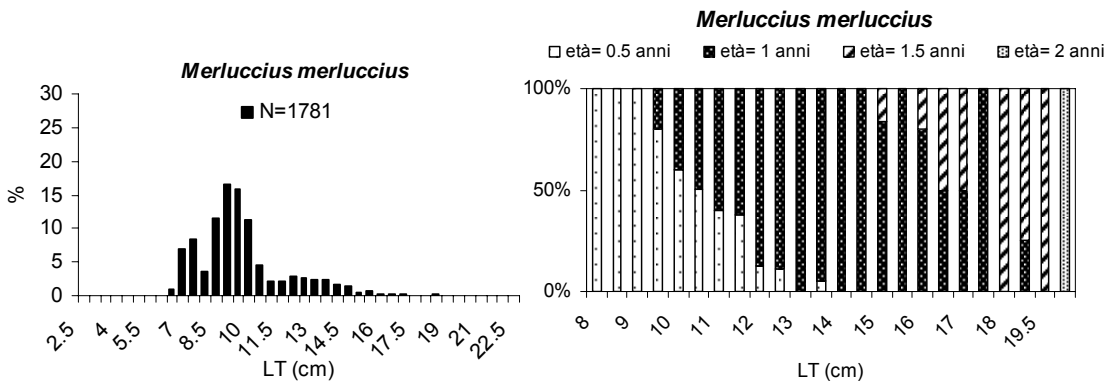 Merluccius merluccius
N=1781
30
25
20
15
10
5
0
%
2.5 4 5.5 7 8.5 10 11.5 13 14.5 16 17.5 19 21 22.5
LT (cm)
Merluccius merluccius
età= 0.5 anni età= 1 anni età= 1.5 anni età= 2 anni
100%
50%
0%
8 9 10 11 12 13 14 15 16 17 18 19.5
LT (cm)